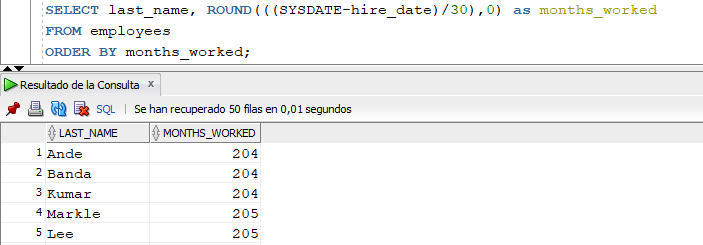 SELECT last_name, ROUND(((SYSDATE-hire_date)/30),0) as months_worked
FROM employees
ORDER BY months_worked;
Resultado de la Consulta x
SQL | Se han recuperado 50 filas en 0,01 segundos
LAST_NAME MONTHS_WORKED
1 Ande 204
2 Banda 204
3 Kumar 204
4 Markle 205
5 Lee 205